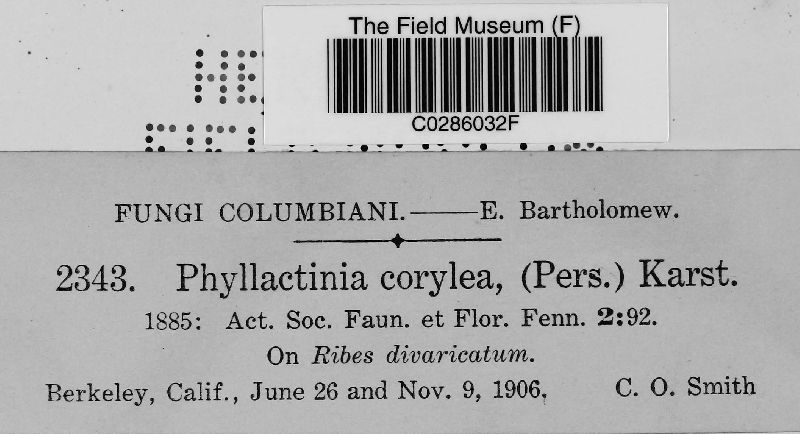 The Field Museum (F)
C0286032F
FUNGI COLUMBIANI.——E. Bartholomew.
2343. Phyllactinia corylea, (Pers.) Karst.
1885: Act. Soc. Faun. et Flor. Fenn. 2:92.
On Ribes divaricatum.
Berkeley, Calif., June 26 and Nov. 9, 1906. C. O. Smith